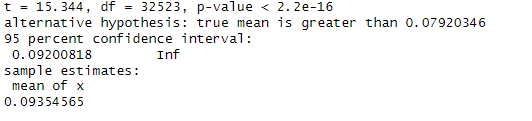 t = 15.344, df = 32523, p-value < 2.2e-16
alternative hypothesis: true mean is greater than 0.07920346
95 percent confidence interval:
 0.09200818        Inf
sample estimates:
 mean of x
0.09354565